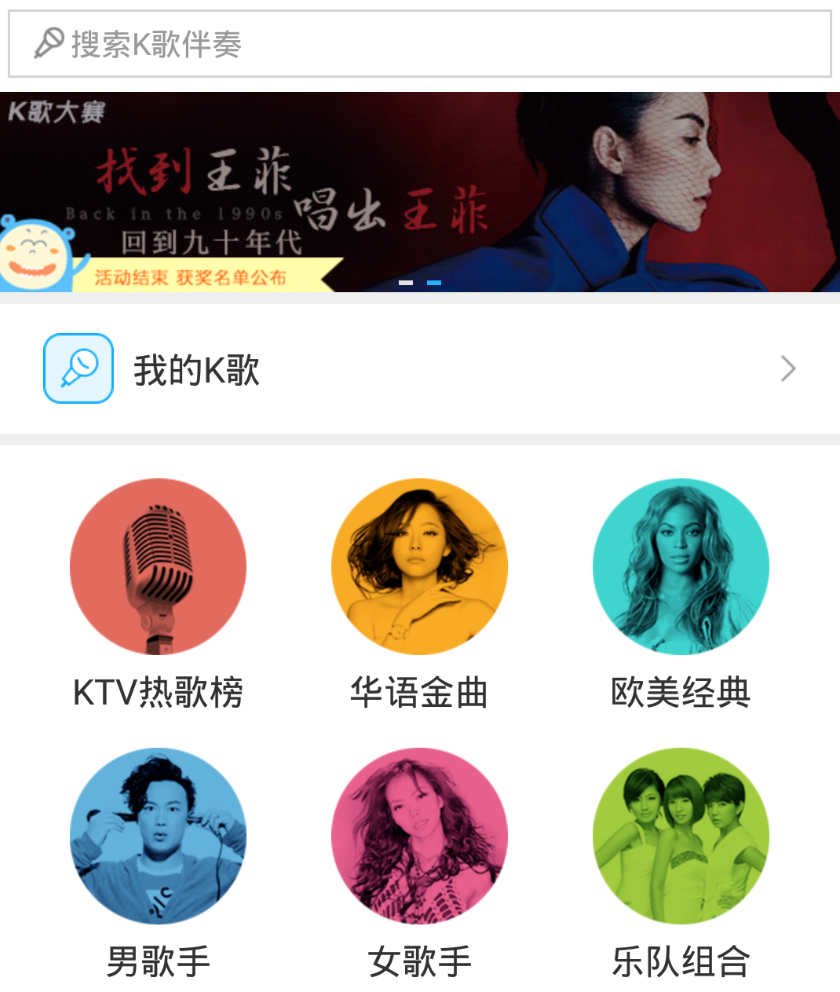 搜索K歌伴奏
K歌大赛
找到王菲
Back in the 1990s
唱出王菲
回到九十年代
活动结束 获奖名单公布
我的K歌
KTV热歌榜
华语金曲
欧美经典
男歌手
女歌手
乐队组合